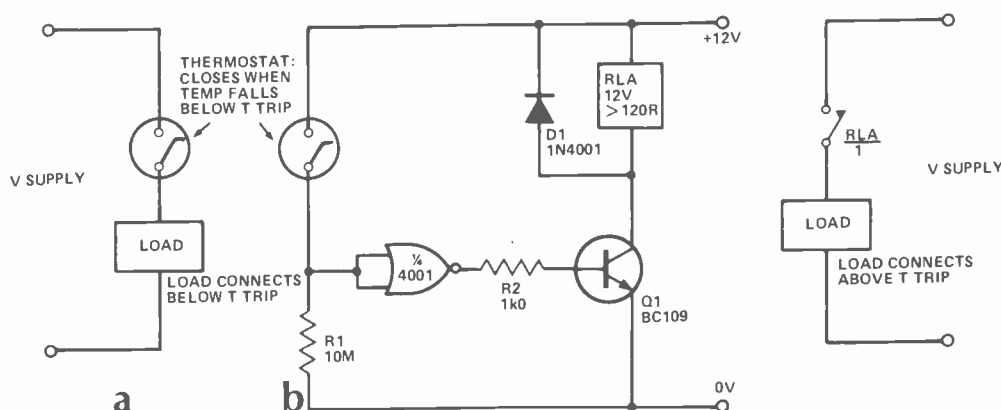 THERMOSTAT:
CLOSES WHEN
TEMP FALLS
BELOW T TRIP
V SUPPLY
LOAD
LOAD CONNECTS
BELOW T TRIP
a
+12V
RLA
12V
>120R
D1
1N4001
¼
4001
R2
1k0
Q1
BC109
R1
10M
0V
b
RLA
1
V SUPPLY
LOAD
LOAD CONNECTS
ABOVE T TRIP